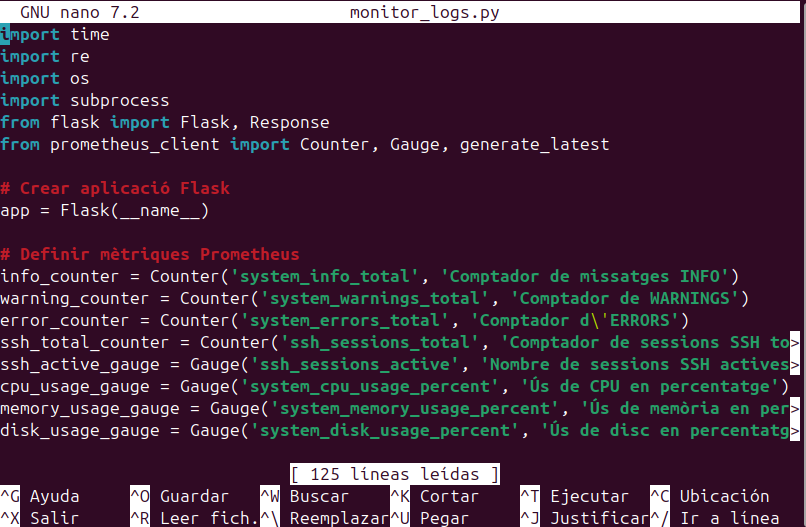 GNU nano 7.2 monitor_logs.py
import time
import re
import os
import subprocess
from flask import Flask, Response
from prometheus_client import Counter, Gauge, generate_latest
# Crear aplicació Flask
app = Flask(__name__)
# Definir mètriques Prometheus
info_counter = Counter('system_info_total', 'Comptador de missatges INFO')
warning_counter = Counter('system_warnings_total', 'Comptador de WARNINGS')
error_counter = Counter('system_errors_total', 'Comptador d\'ERRORS')
ssh_total_counter = Counter('ssh_sessions_total', 'Comptador de sessions SSH to>
ssh_active_gauge = Gauge('ssh_sessions_active', 'Nombre de sessions SSH actives>
cpu_usage_gauge = Gauge('system_cpu_usage_percent', 'Ús de CPU en percentatge')
memory_usage_gauge = Gauge('system_memory_usage_percent', 'Ús de memòria en per>
disk_usage_gauge = Gauge('system_disk_usage_percent', 'Ús de disc en percentatg>
[ 125 líneas leídas ]
^G Ayuda ^O Guardar ^W Buscar ^K Cortar ^T Ejecutar ^C Ubicación
^X Salir ^R Leer fich. ^\ Reemplazar ^U Pegar ^J Justificar ^/ Ir a línea